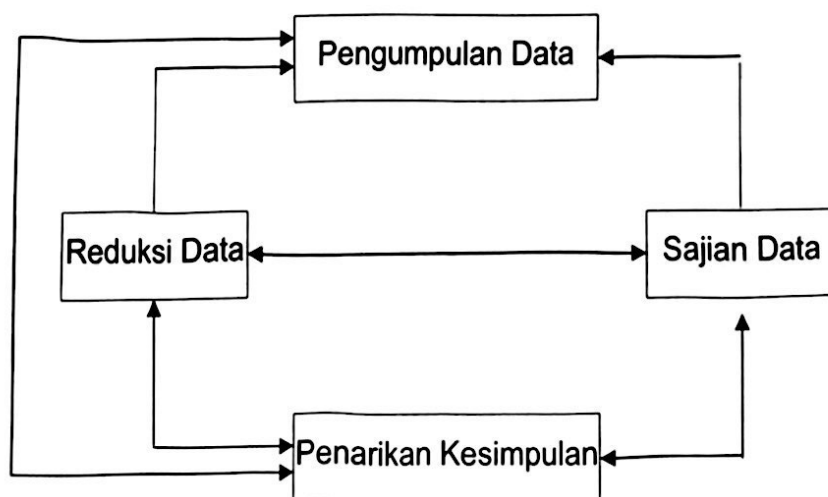 Pengumpulan Data
Reduksi Data
Sajian Data
Penarikan Kesimpulan